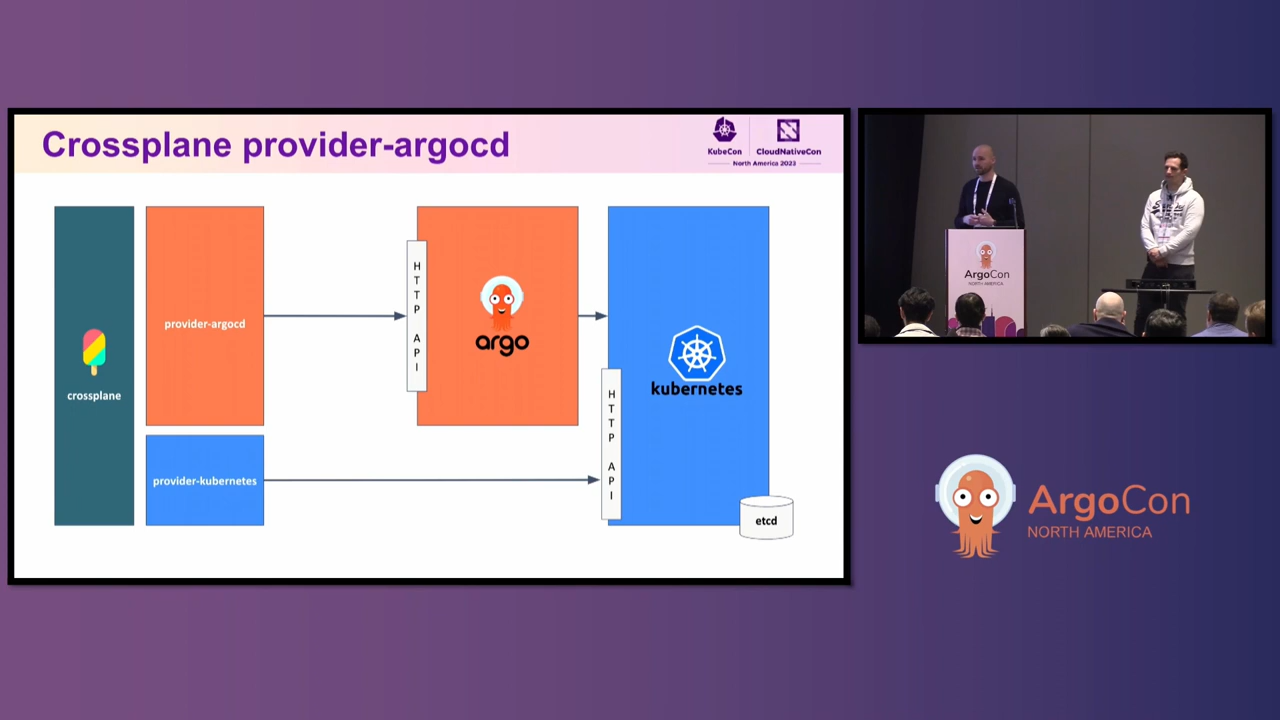 Crossplane provider-argocd
KubeCon
CloudNativeCon
North America 2023
crossplane
provider-argocd
provider-kubernetes
HTTP API
argo
HTTP API
kubernetes
etcd
ArgoCon
NORTH AMERICA
ArgoCon
NORTH AMERICA